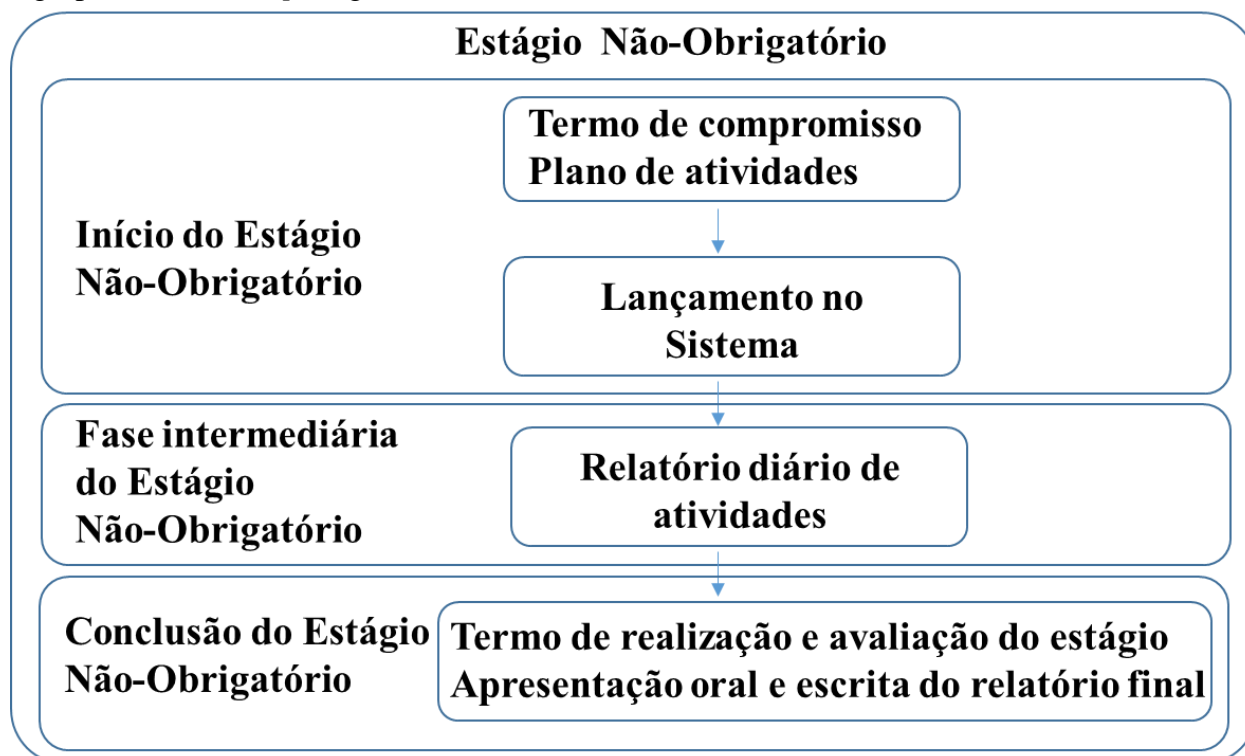 Estágio Não-Obrigatório
Termo de compromisso
Plano de atividades
Início do Estágio
Não-Obrigatório
Lançamento no
Sistema
Fase intermediária
do Estágio
Não-Obrigatório
Relatório diário de
atividades
Conclusão do Estágio
Não-Obrigatório
Termo de realização e avaliação do estágio
Apresentação oral e escrita do relatório final